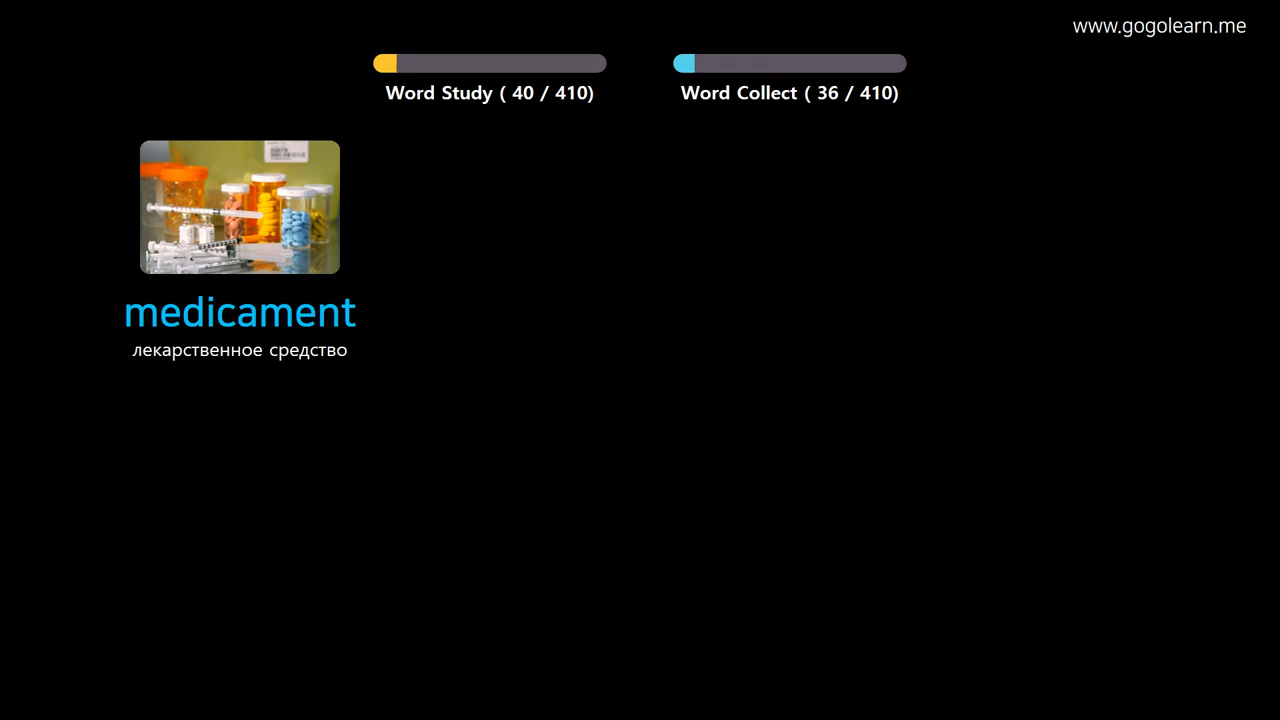 www.gogolearn.me
Word Study ( 40 / 410)
Word Collect ( 36 / 410)
medicament
лекарственное средство